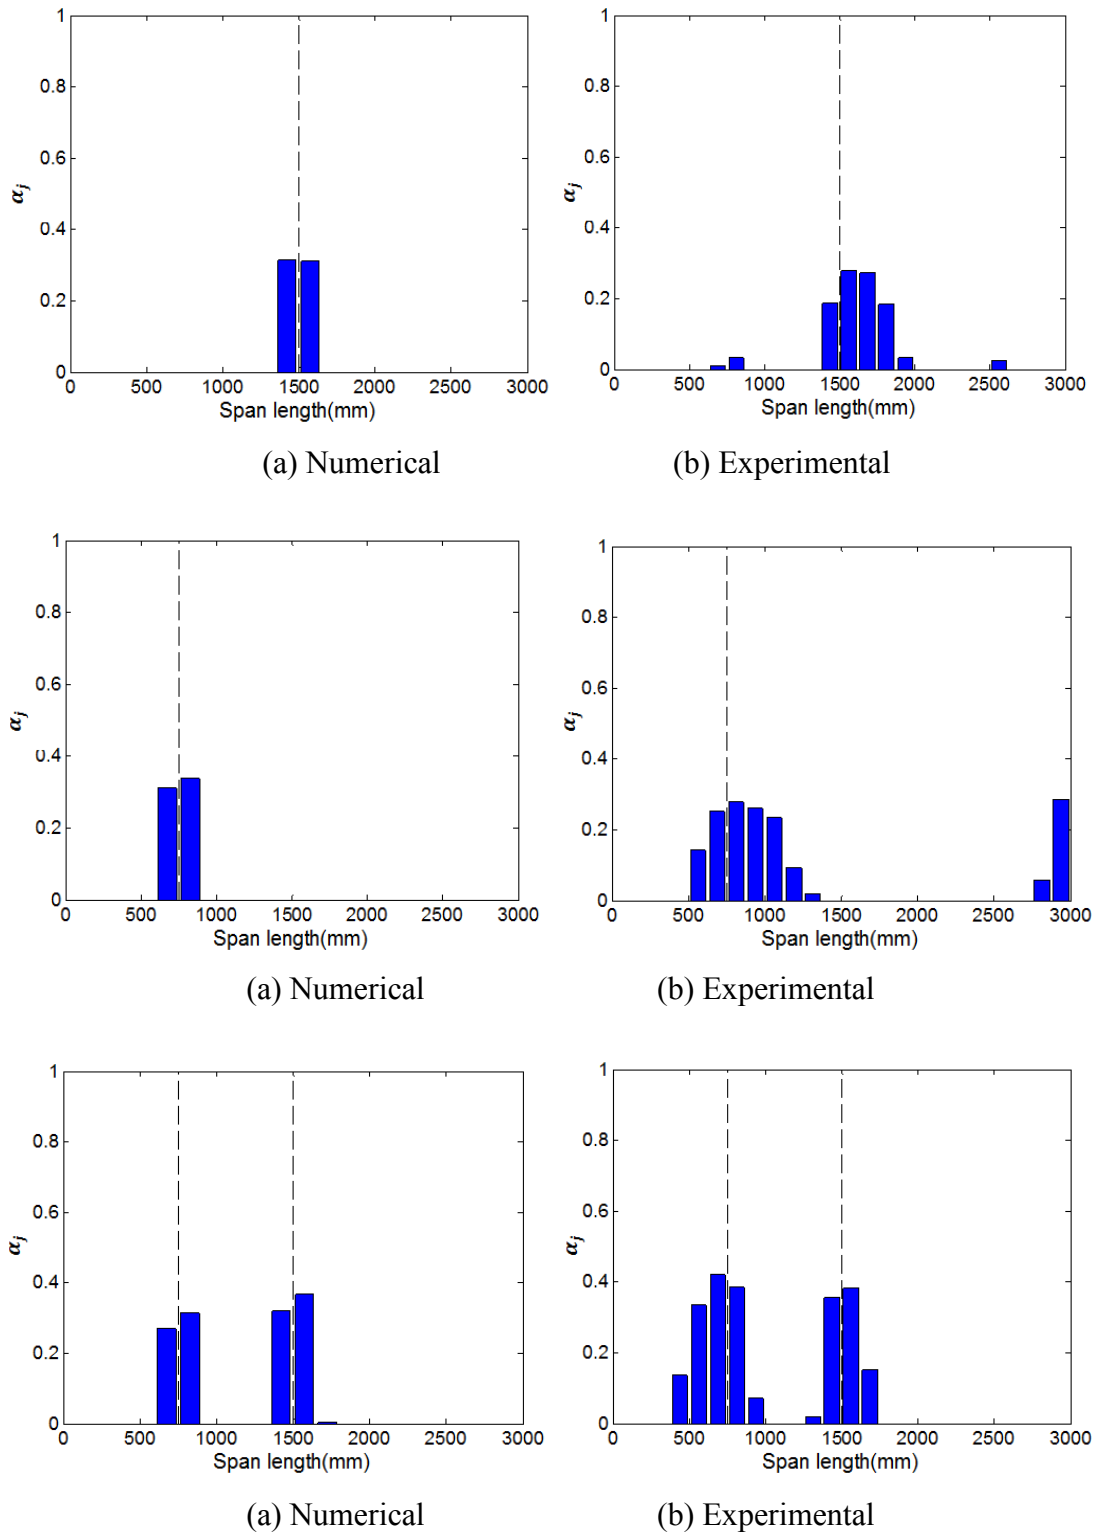 1 1
0.8 0.8
0.6 0.6
αj αj
0.4 0.4
0.2 0.2
0 0
0 500 1000 1500 2000 2500 3000 0 500 1000 1500 2000 2500 3000
Span length(mm) Span length(mm)
(a) Numerical (b) Experimental
1 1
0.8 0.8
0.6 0.6
αj αj
0.4 0.4
0.2 0.2
0 0
0 500 1000 1500 2000 2500 3000 0 500 1000 1500 2000 2500 3000
Span length(mm) Span length(mm)
(a) Numerical (b) Experimental
1 1
0.8 0.8
0.6 0.6
αj αj
0.4 0.4
0.2 0.2
0 0
0 500 1000 1500 2000 2500 3000 0 500 1000 1500 2000 2500 3000
Span length(mm) Span length(mm)
(a) Numerical (b) Experimental